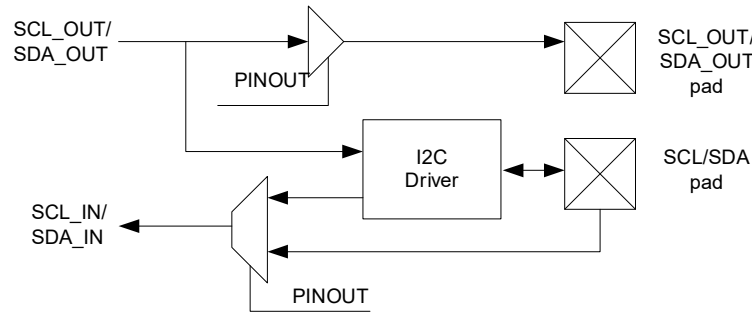 SCL_OUT/
SDA_OUT
PINOUT
SCL_OUT/
SDA_OUT
pad
I2C
Driver
SCL/SDA
pad
SCL_IN/
SDA_IN
PINOUT